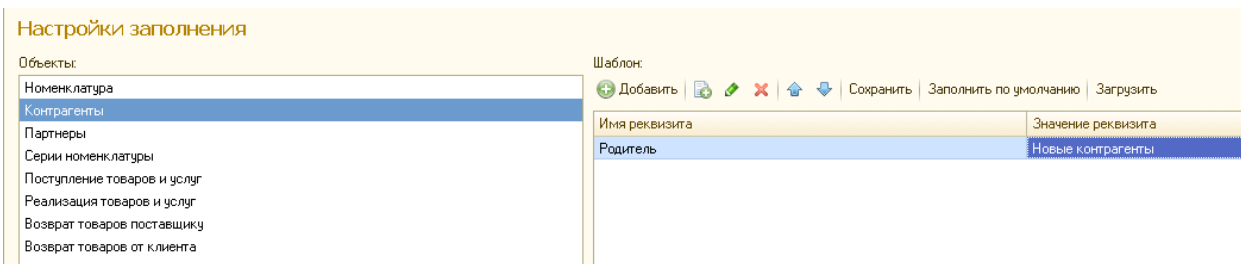 Настройки заполнения
Объекты:
Номенклатура
Контрагенты
Партнеры
Серии номенклатуры
Поступление товаров и услуг
Реализация товаров и услуг
Возврат товаров поставщику
Возврат товаров от клиента
Шаблон:
Добавить Сохранить Заполнить по умолчанию Загрузить
Имя реквизита Значение реквизита
Родитель Новые контрагенты